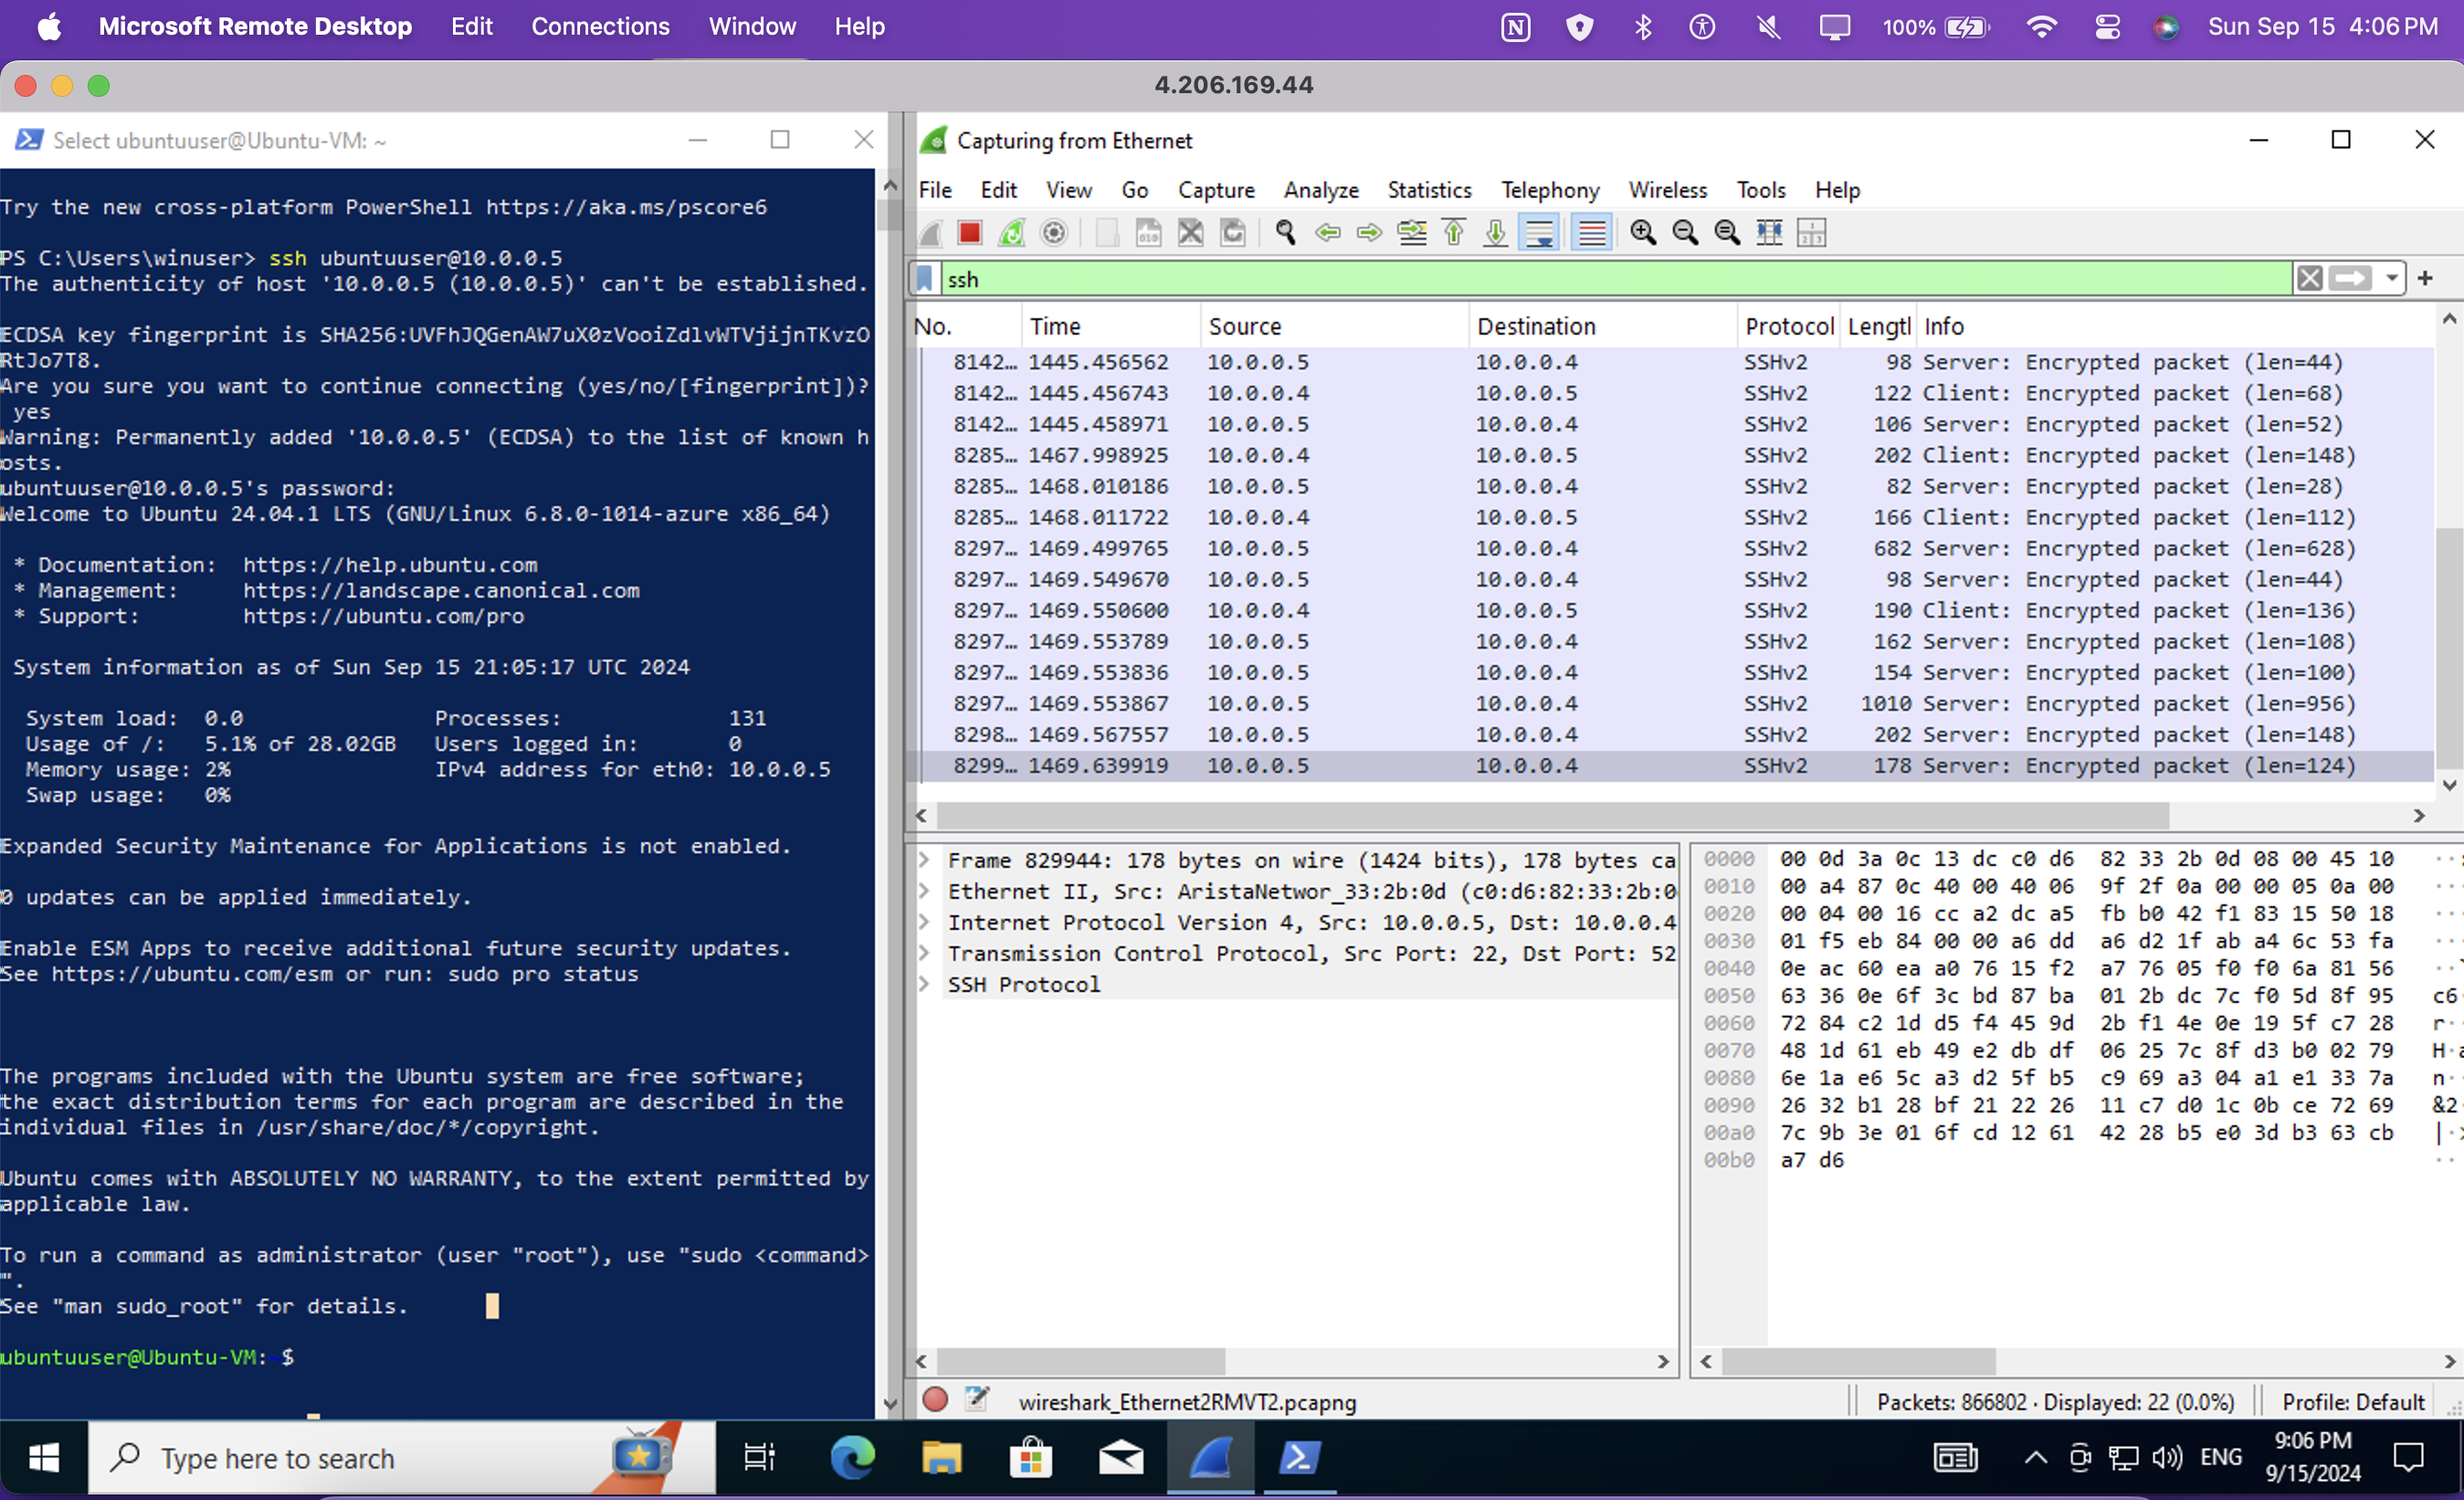 Microsoft Remote Desktop Edit Connections Window Help 100% Sun Sep 15 4:06 PM
4.206.169.44
Select ubuntuuser@Ubuntu-VM: ~
Try the new cross-platform PowerShell https://aka.ms/pscore6
PS C:\Users\winuser> ssh ubuntuuser@10.0.0.5
The authenticity of host '10.0.0.5 (10.0.0.5)' can't be established.
ECDSA key fingerprint is SHA256:UVFhJQGenAW7uX0zVooiZdlvWTVjijnTKvzO
RtJo7T8.
Are you sure you want to continue connecting (yes/no/[fingerprint])?
yes
Warning: Permanently added '10.0.0.5' (ECDSA) to the list of known h
osts.
ubuntuuser@10.0.0.5's password:
Welcome to Ubuntu 24.04.1 LTS (GNU/Linux 6.8.0-1014-azure x86_64)
* Documentation: https://help.ubuntu.com
* Management: https://landscape.canonical.com
* Support: https://ubuntu.com/pro
System information as of Sun Sep 15 21:05:17 UTC 2024
System load: 0.0 Processes: 131
Usage of /: 5.1% of 28.02GB Users logged in: 0
Memory usage: 2% IPv4 address for eth0: 10.0.0.5
Swap usage: 0%
Expanded Security Maintenance for Applications is not enabled.
0 updates can be applied immediately.
Enable ESM Apps to receive additional future security updates.
See https://ubuntu.com/esm or run: sudo pro status
The programs included with the Ubuntu system are free software;
the exact distribution terms for each program are described in the
individual files in /usr/share/doc/*/copyright.
Ubuntu comes with ABSOLUTELY NO WARRANTY, to the extent permitted by
applicable law.
To run a command as administrator (user "root"), use "sudo <command>
".
See "man sudo_root" for details.
ubuntuuser@Ubuntu-VM:~$
Capturing from Ethernet
File Edit View Go Capture Analyze Statistics Telephony Wireless Tools Help
ssh
No. Time Source Destination Protocol Lengtl Info
8142… 1445.456562 10.0.0.5 10.0.0.4 SSHv2 98 Server: Encrypted packet (len=44)
8142… 1445.456743 10.0.0.4 10.0.0.5 SSHv2 122 Client: Encrypted packet (len=68)
8142… 1445.458971 10.0.0.5 10.0.0.4 SSHv2 106 Server: Encrypted packet (len=52)
8285… 1467.998925 10.0.0.4 10.0.0.5 SSHv2 202 Client: Encrypted packet (len=148)
8285… 1468.010186 10.0.0.5 10.0.0.4 SSHv2 82 Server: Encrypted packet (len=28)
8285… 1468.011722 10.0.0.4 10.0.0.5 SSHv2 166 Client: Encrypted packet (len=112)
8297… 1469.499765 10.0.0.5 10.0.0.4 SSHv2 682 Server: Encrypted packet (len=628)
8297… 1469.549670 10.0.0.5 10.0.0.4 SSHv2 98 Server: Encrypted packet (len=44)
8297… 1469.550600 10.0.0.4 10.0.0.5 SSHv2 190 Client: Encrypted packet (len=136)
8297… 1469.553789 10.0.0.5 10.0.0.4 SSHv2 162 Server: Encrypted packet (len=108)
8297… 1469.553836 10.0.0.5 10.0.0.4 SSHv2 154 Server: Encrypted packet (len=100)
8297… 1469.553867 10.0.0.5 10.0.0.4 SSHv2 1010 Server: Encrypted packet (len=956)
8298… 1469.567557 10.0.0.5 10.0.0.4 SSHv2 202 Server: Encrypted packet (len=148)
8299… 1469.639919 10.0.0.5 10.0.0.4 SSHv2 178 Server: Encrypted packet (len=124)
Frame 829944: 178 bytes on wire (1424 bits), 178 bytes ca
Ethernet II, Src: AristaNetwor_33:2b:0d (c0:d6:82:33:2b:0
Internet Protocol Version 4, Src: 10.0.0.5, Dst: 10.0.0.4
Transmission Control Protocol, Src Port: 22, Dst Port: 52
SSH Protocol
0000 00 0d 3a 0c 13 dc c0 d6 82 33 2b 0d 08 00 45 10
0010 00 a4 87 0c 40 00 40 06 9f 2f 0a 00 00 05 0a 00
0020 00 04 00 16 cc a2 dc a5 fb b0 42 f1 83 15 50 18
0030 01 f5 eb 84 00 00 a6 dd a6 d2 1f ab a4 6c 53 fa
0040 0e ac 60 ea a0 76 15 f2 a7 76 05 f0 f0 6a 81 56
0050 63 36 0e 6f 3c bd 87 ba 01 2b dc 7c f0 5d 8f 95 c6
0060 72 84 c2 1d d5 f4 45 9d 2b f1 4e 0e 19 5f c7 28 r·
0070 48 1d 61 eb 49 e2 db df 06 25 7c 8f d3 b0 02 79 H·
0080 6e 1a e6 5c a3 d2 5f b5 c9 69 a3 04 a1 e1 33 7a n·
0090 26 32 b1 28 bf 21 22 26 11 c7 d0 1c 0b ce 72 69 &2
00a0 7c 9b 3e 01 6f cd 12 61 42 28 b5 e0 3d b3 63 cb |·
00b0 a7 d6
wireshark_Ethernet2RMVT2.pcapng Packets: 866802 · Displayed: 22 (0.0%) Profile: Default
Type here to search ENG 9:06 PM
9/15/2024